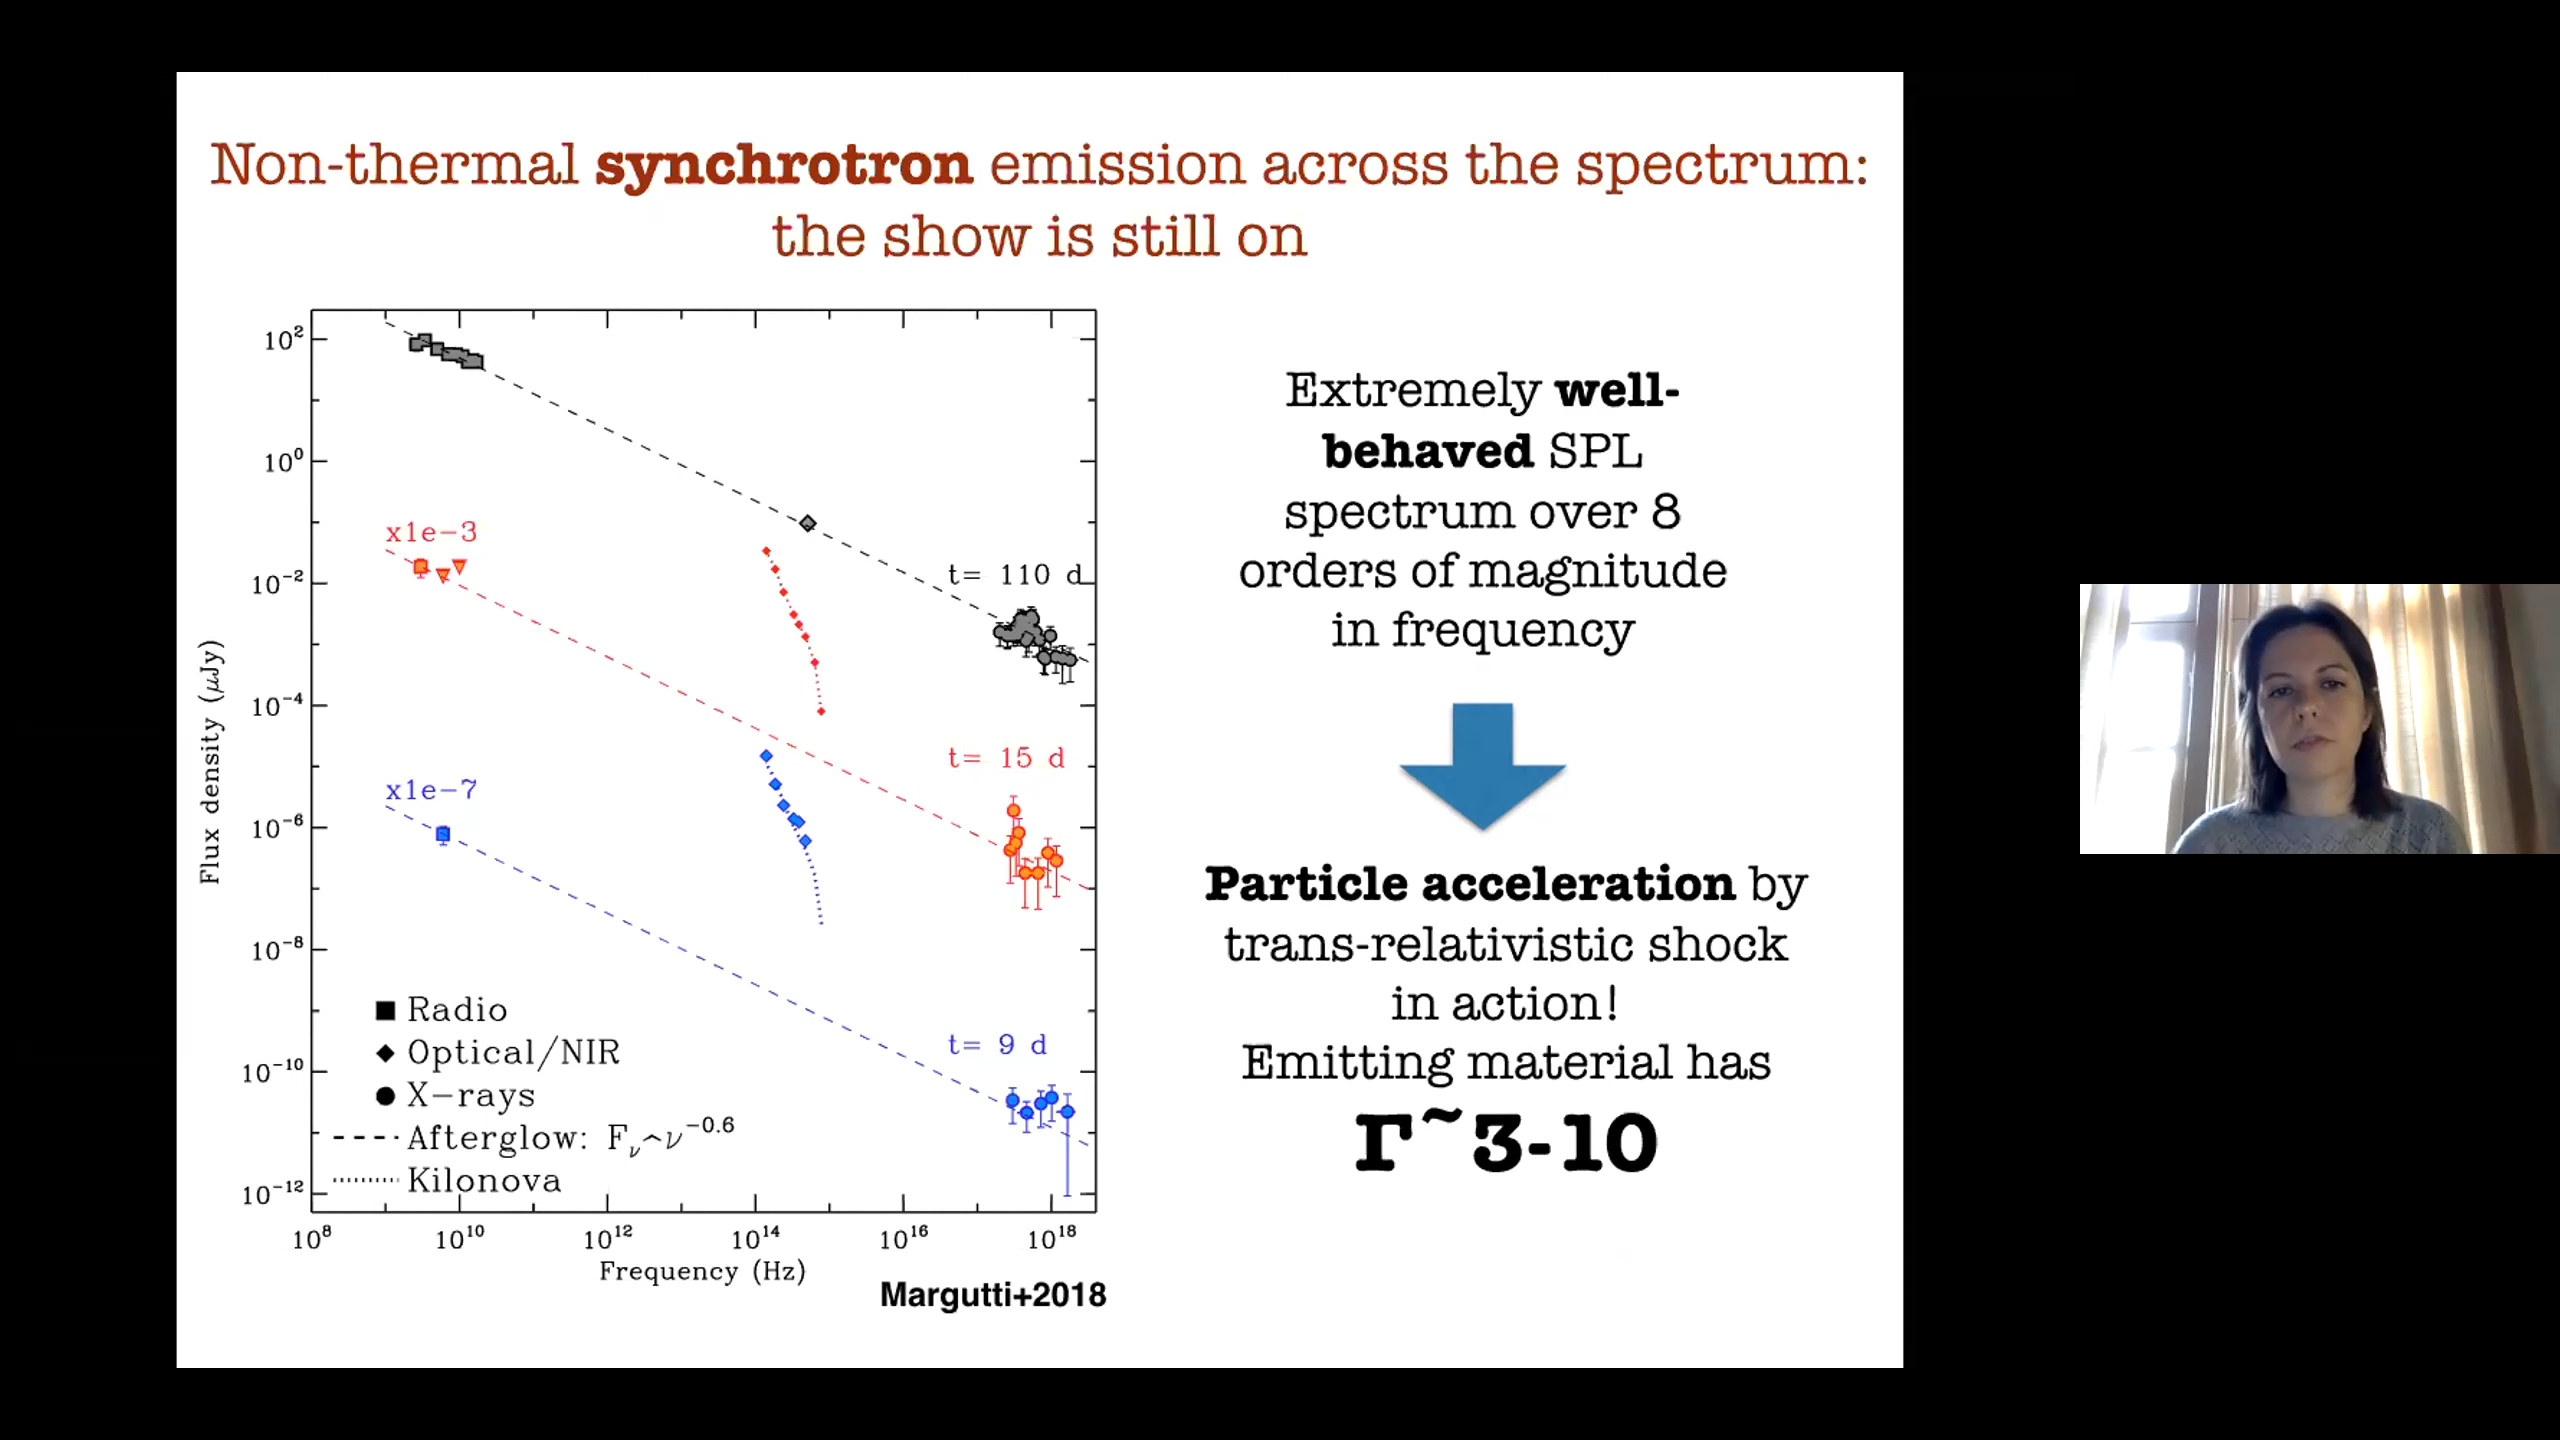 Non-thermal synchrotron emission across the spectrum:
the show is still on
10²
10⁰
10⁻²
10⁻⁴
10⁻⁶
10⁻⁸
10⁻¹⁰
10⁻¹²
Flux density (μJy)
x1e−3
x1e−7
t= 110 d
t= 15 d
t= 9 d
Radio
Optical/NIR
X−rays
Afterglow: Fᵥ~ν⁻⁰·⁶
Kilonova
10⁸ 10¹⁰ 10¹² 10¹⁴ 10¹⁶ 10¹⁸
Frequency (Hz)
Margutti+2018
Extremely well-
behaved SPL
spectrum over 8
orders of magnitude
in frequency
Particle acceleration by
trans-relativistic shock
in action!
Emitting material has
Γ~3-10